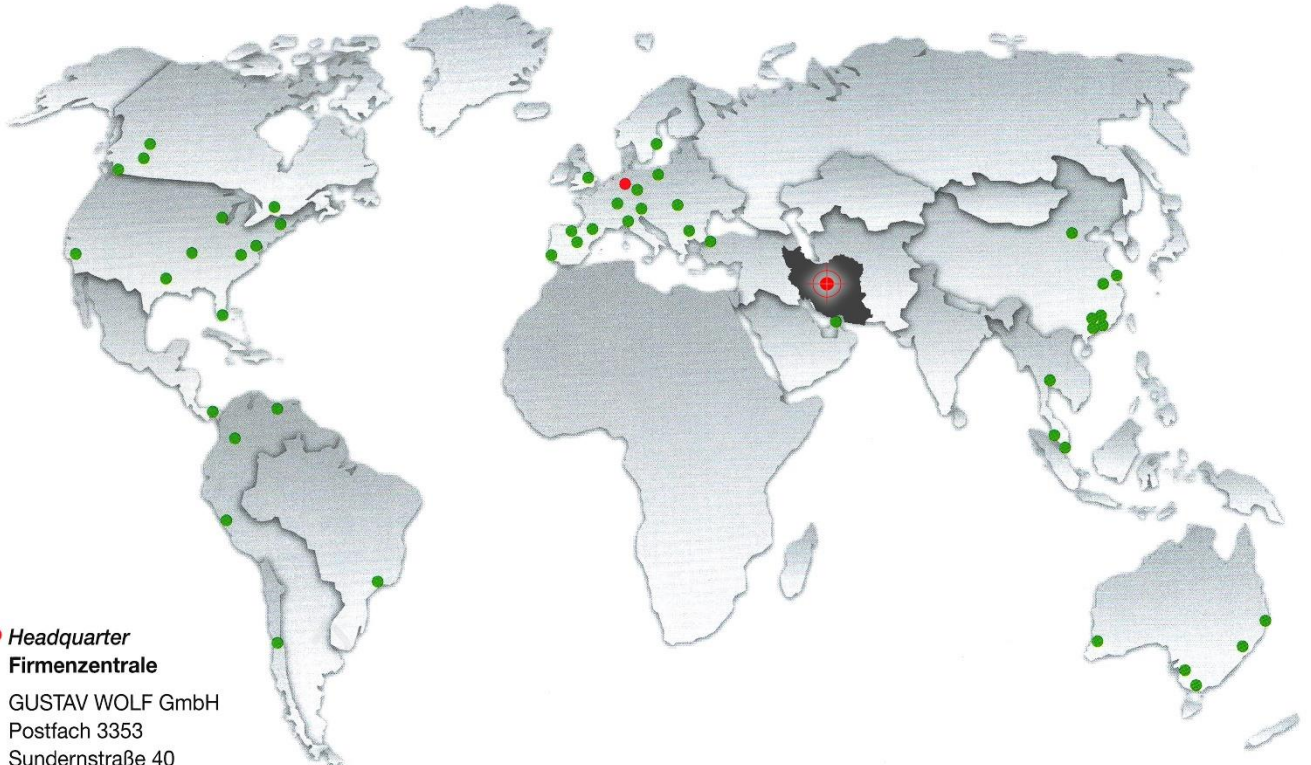 Headquarter
Firmenzentrale
GUSTAV WOLF GmbH
Postfach 3353
Sundernstraße 40